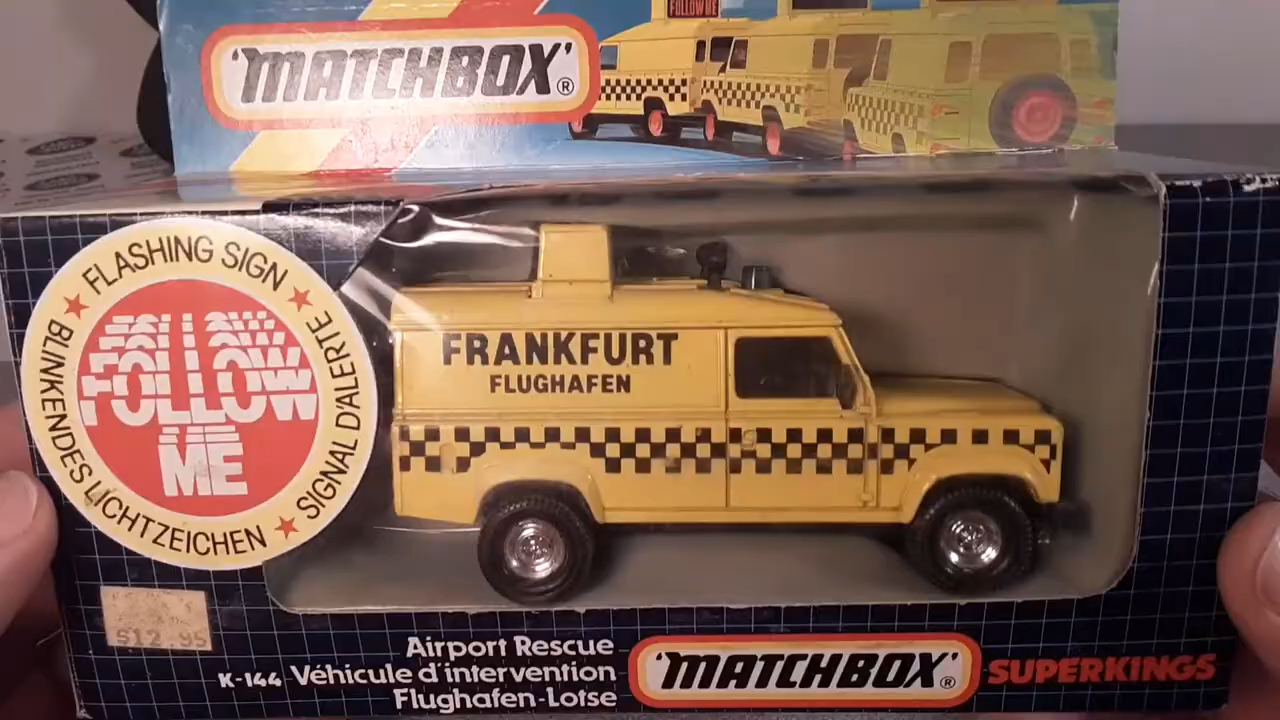 FOLLOW ME
'MATCHBOX'®
FLASHING SIGN
BLINKENDES LICHTZEICHEN
SIGNAL D'ALERTE
FOLLOW
ME
FRANKFURT
FLUGHAFEN
$12.95
Airport Rescue
K-144 Véhicule d'intervention
Flughafen-Lotse
'MATCHBOX'®
SUPERKINGS